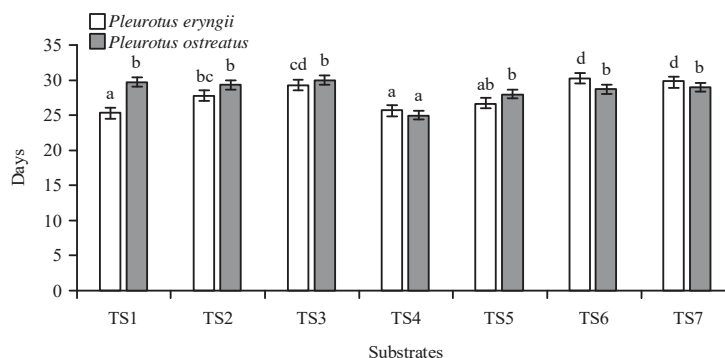 Pleurotus eryngii
Pleurotus ostreatus
35
30
25
20
15
10
5
0
Days
a b bc b cd b a a ab b d b d b
TS1 TS2 TS3 TS4 TS5 TS6 TS7
Substrates